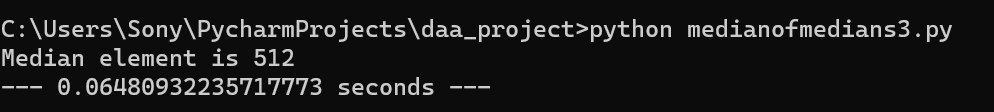 C:\Users\Sony\PycharmProjects\daa_project>python medianofmedians3.py
Median element is 512
--- 0.06480932235717773 seconds ---